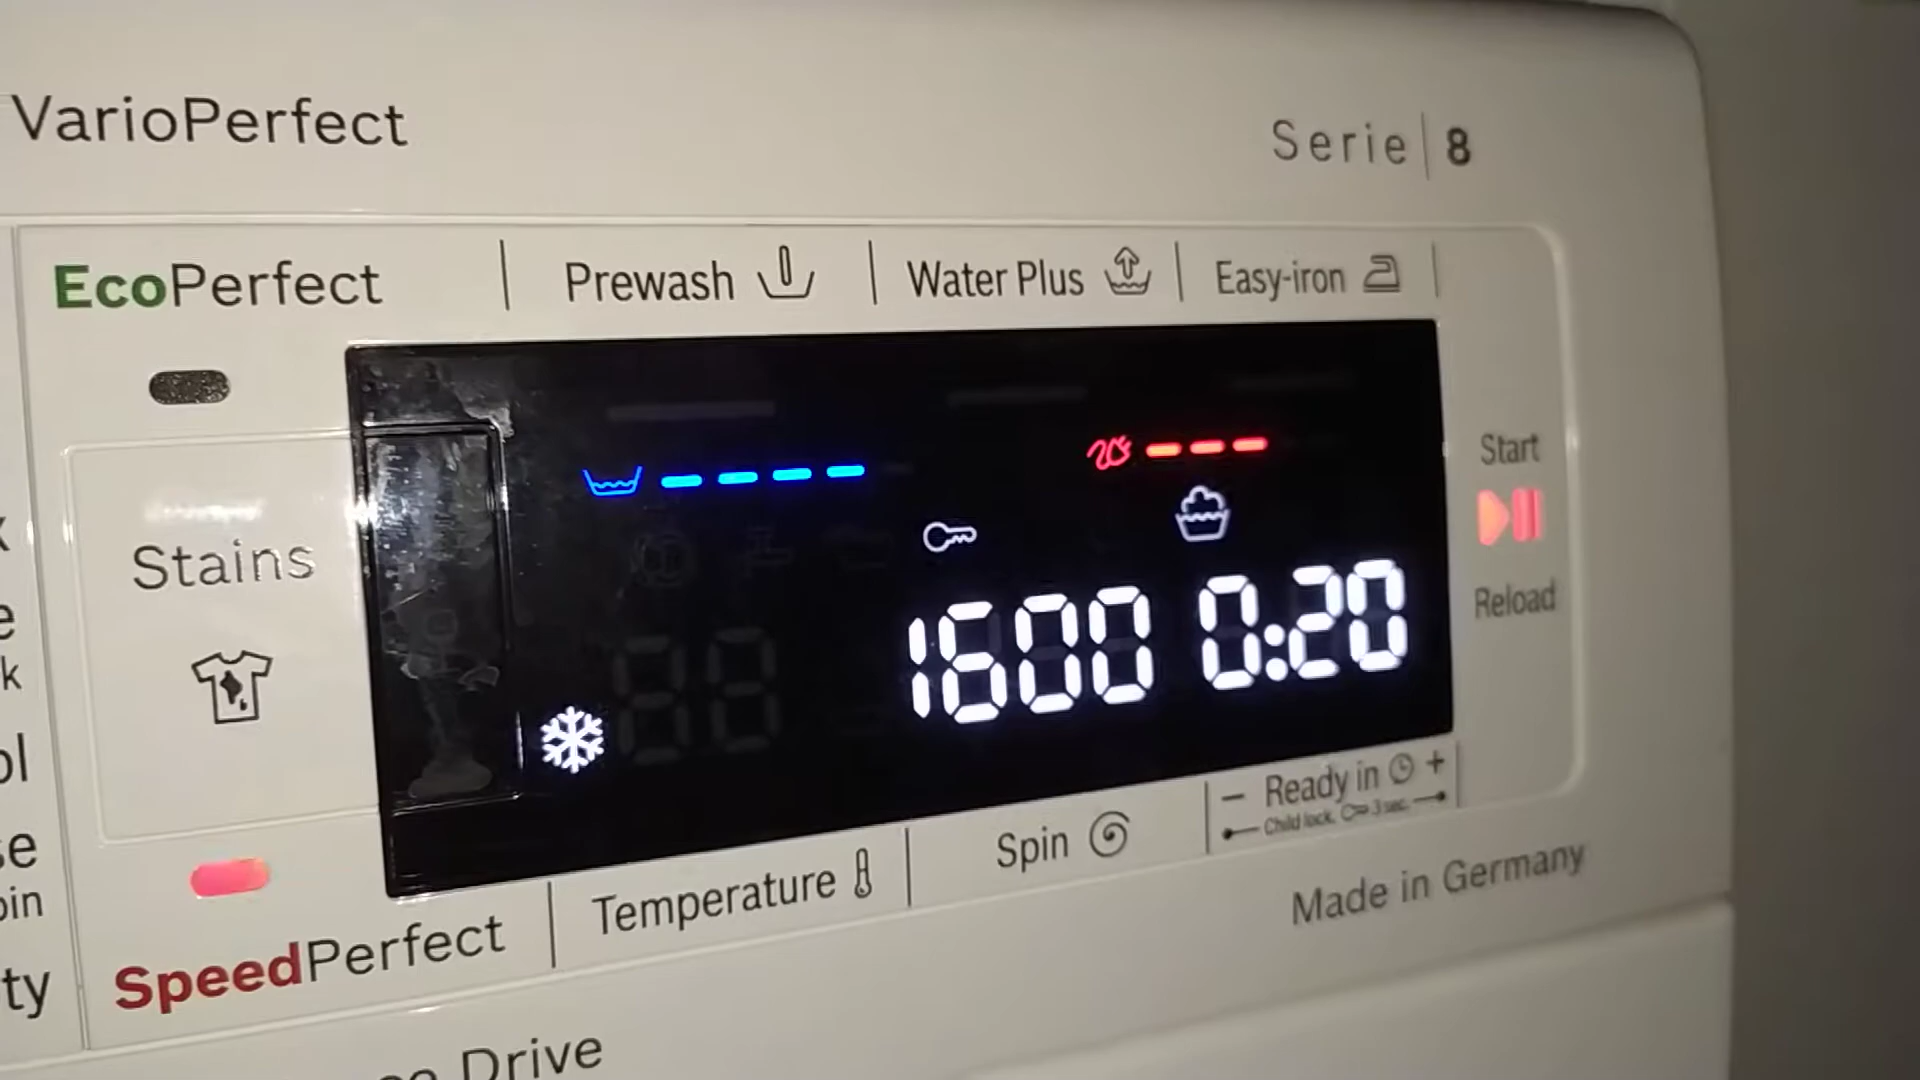 VarioPerfect
Serie | 8
EcoPerfect
Prewash
Water Plus
Easy-iron
Start
Stains
1600 0:20
Reload
- Ready in +
Child lock 3 sec.
Spin
Temperature
SpeedPerfect
Made in Germany
Drive